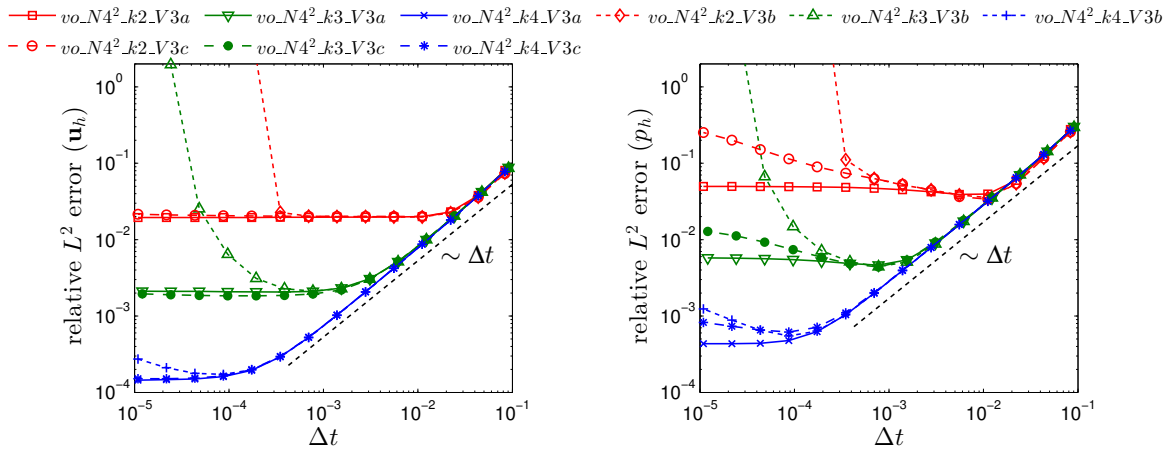 vo_N4²_k2_V3a vo_N4²_k3_V3a vo_N4²_k4_V3a vo_N4²_k2_V3b vo_N4²_k3_V3b vo_N4²_k4_V3b
vo_N4²_k2_V3c vo_N4²_k3_V3c vo_N4²_k4_V3c
relative L² error (u_h)
10⁰
10⁻¹
10⁻²
10⁻³
10⁻⁴
∼ Δt
10⁻⁵ 10⁻⁴ 10⁻³ 10⁻² 10⁻¹
Δt
relative L² error (p_h)
10⁰
10⁻¹
10⁻²
10⁻³
10⁻⁴
∼ Δt
10⁻⁵ 10⁻⁴ 10⁻³ 10⁻² 10⁻¹
Δt